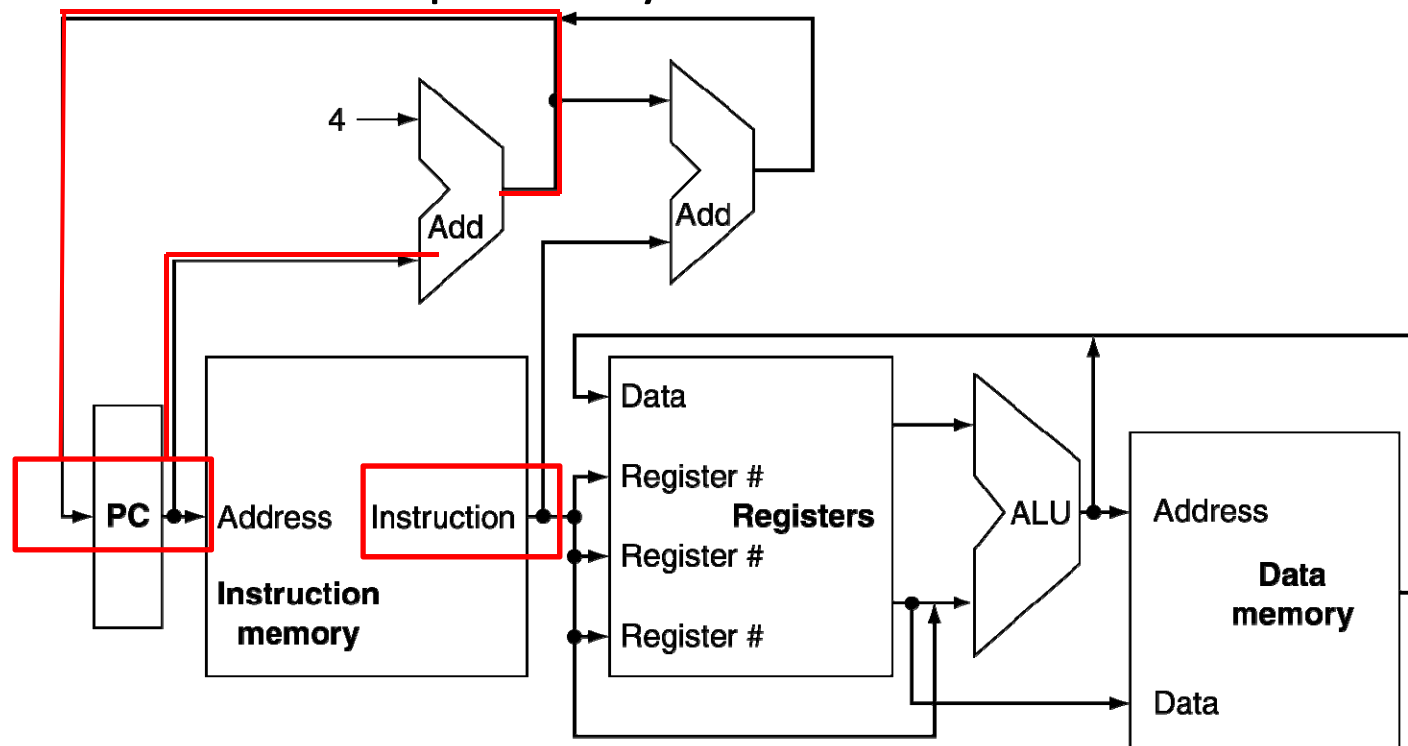 4
Add
Add
Data
Register #
Registers
Register #
Register #
PC
Address
Instruction
Instruction
memory
ALU
Address
Data
memory
Data